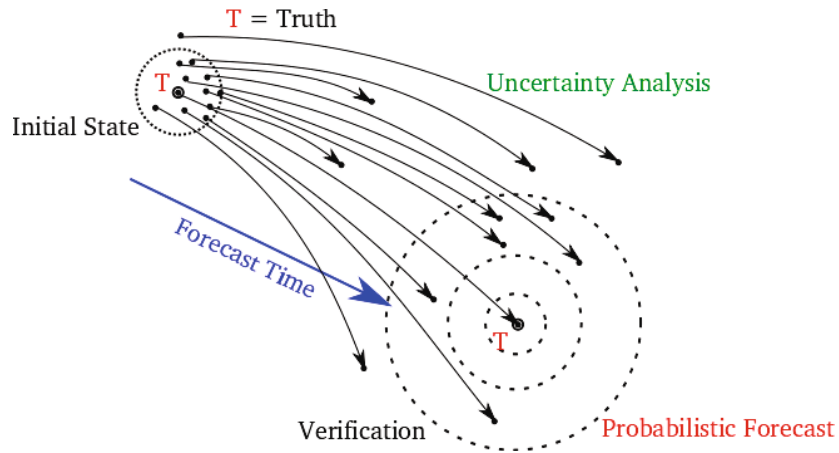 T = Truth
T
Uncertainty Analysis
Initial State
Forecast Time
T
Verification
Probabilistic Forecast